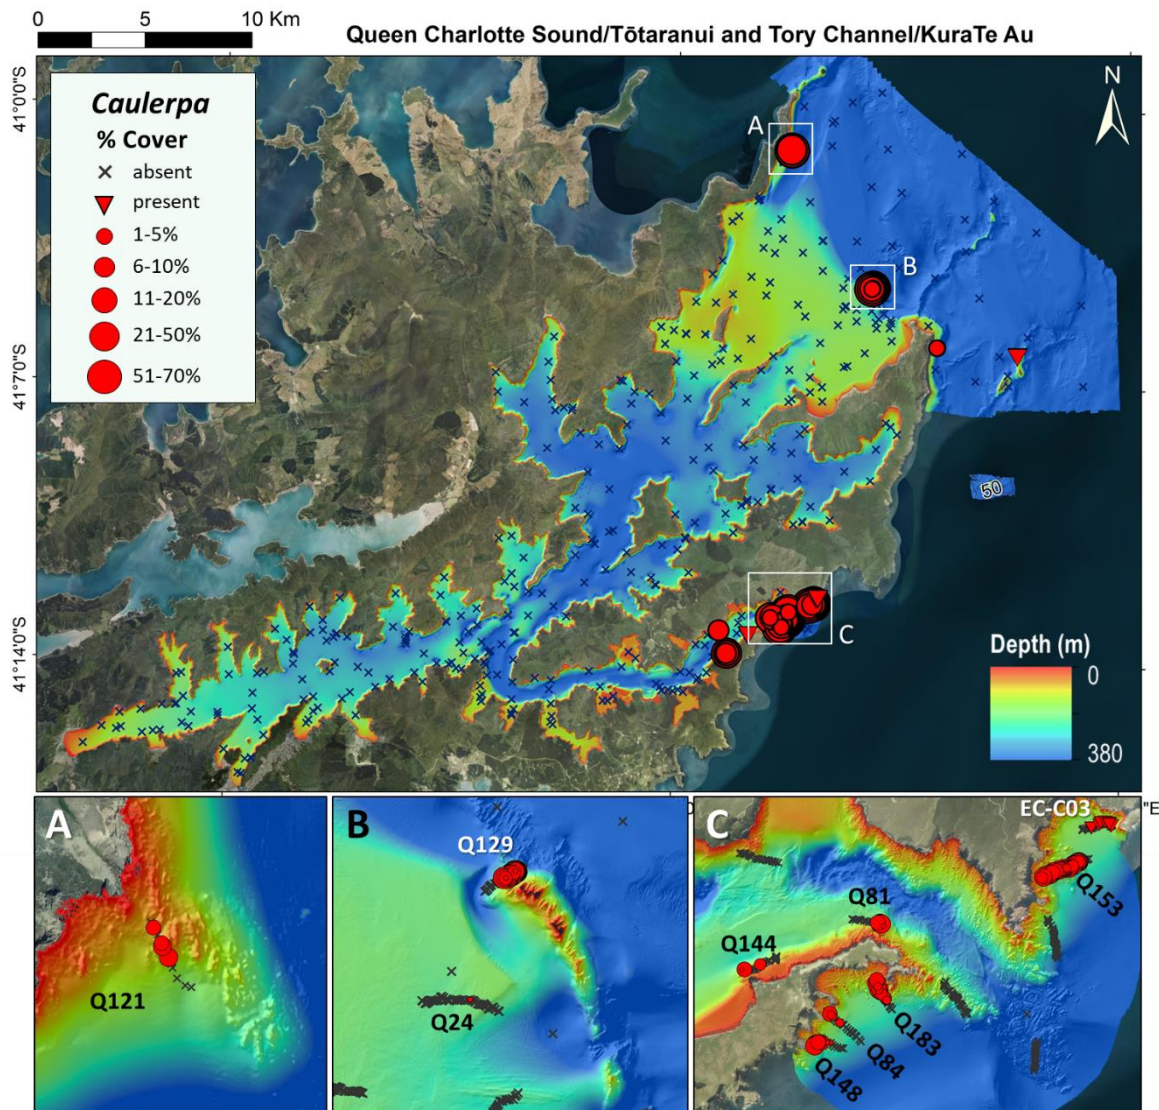 0 5 10 Km
Queen Charlotte Sound/Tōtaranui and Tory Channel/KuraTe Au
Caulerpa
% Cover
absent
present
1-5%
6-10%
11-20%
21-50%
51-70%
41°0'0"S
41°7'0"S
41°14'0"S
N
A
B
C
50
Depth (m)
0
380
"E
A
Q121
B
Q129
Q24
C
EC-C03
Q153
Q81
Q144
Q183
Q84
Q148